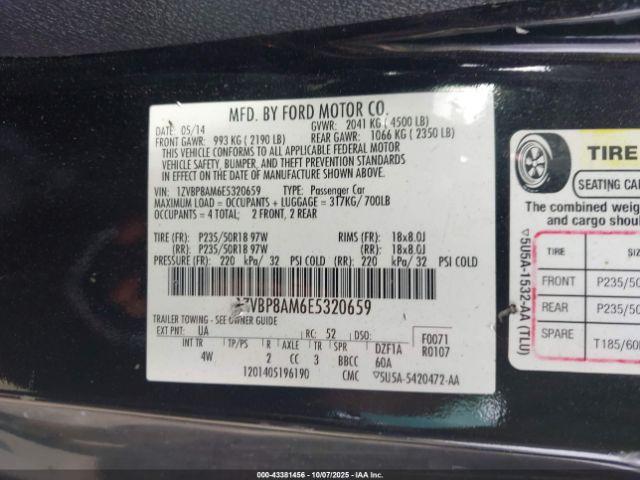 MFD. BY FORD MOTOR CO.
DATE: 05/14 GVWR: 2041 KG ( 4500 LB)
FRONT GAWR: 993 KG ( 2190 LB) REAR GAWR: 1066 KG ( 2350 LB)
THIS VEHICLE CONFORMS TO ALL APPLICABLE FEDERAL MOTOR
VEHICLE SAFETY, BUMPER, AND THEFT PREVENTION STANDARDS IN EFFECT ON THE
DATE OF MANUFACTURE SHOWN ABOVE.
VIN: 1ZVBP8AM6E5320659 TYPE: Passenger Car
MAXIMUM LOAD = OCCUPANTS + LUGGAGE = 317KG/ 700LB
OCCUPANTS = 4 TOTAL; 2 FRONT, 2 REAR
TIRE (FR): P235/50R18 97W RIMS (FR): 18x8.0J
(RR): P235/50R18 97W (RR): 18x8.0J
PRESSURE (FR): 220 kPa/ 32 PSI COLD (RR): 220 kPa/ 32 PSI COLD
1ZVBP8AM6E5320659
TRAILER TOWING - SEE OWNER GUIDE
EXT PNT: UA RC: 52 DSO: F0071
INT TR TP/PS R AXLE TR SPR DZF1A R0107
4W 2 CC 3 BBCC 60A
1201405196190 CMC ▽5U5A-5420472-AA
▽5U5A-1532-AA (TLU)
TIRE
SEATING CAP
The combined weig
and cargo shou
TIRE SIZ
FRONT P235/50
REAR P235/50
SPARE T185/60
© 000-43381456 - 10/07/2025 - IAAI.COM